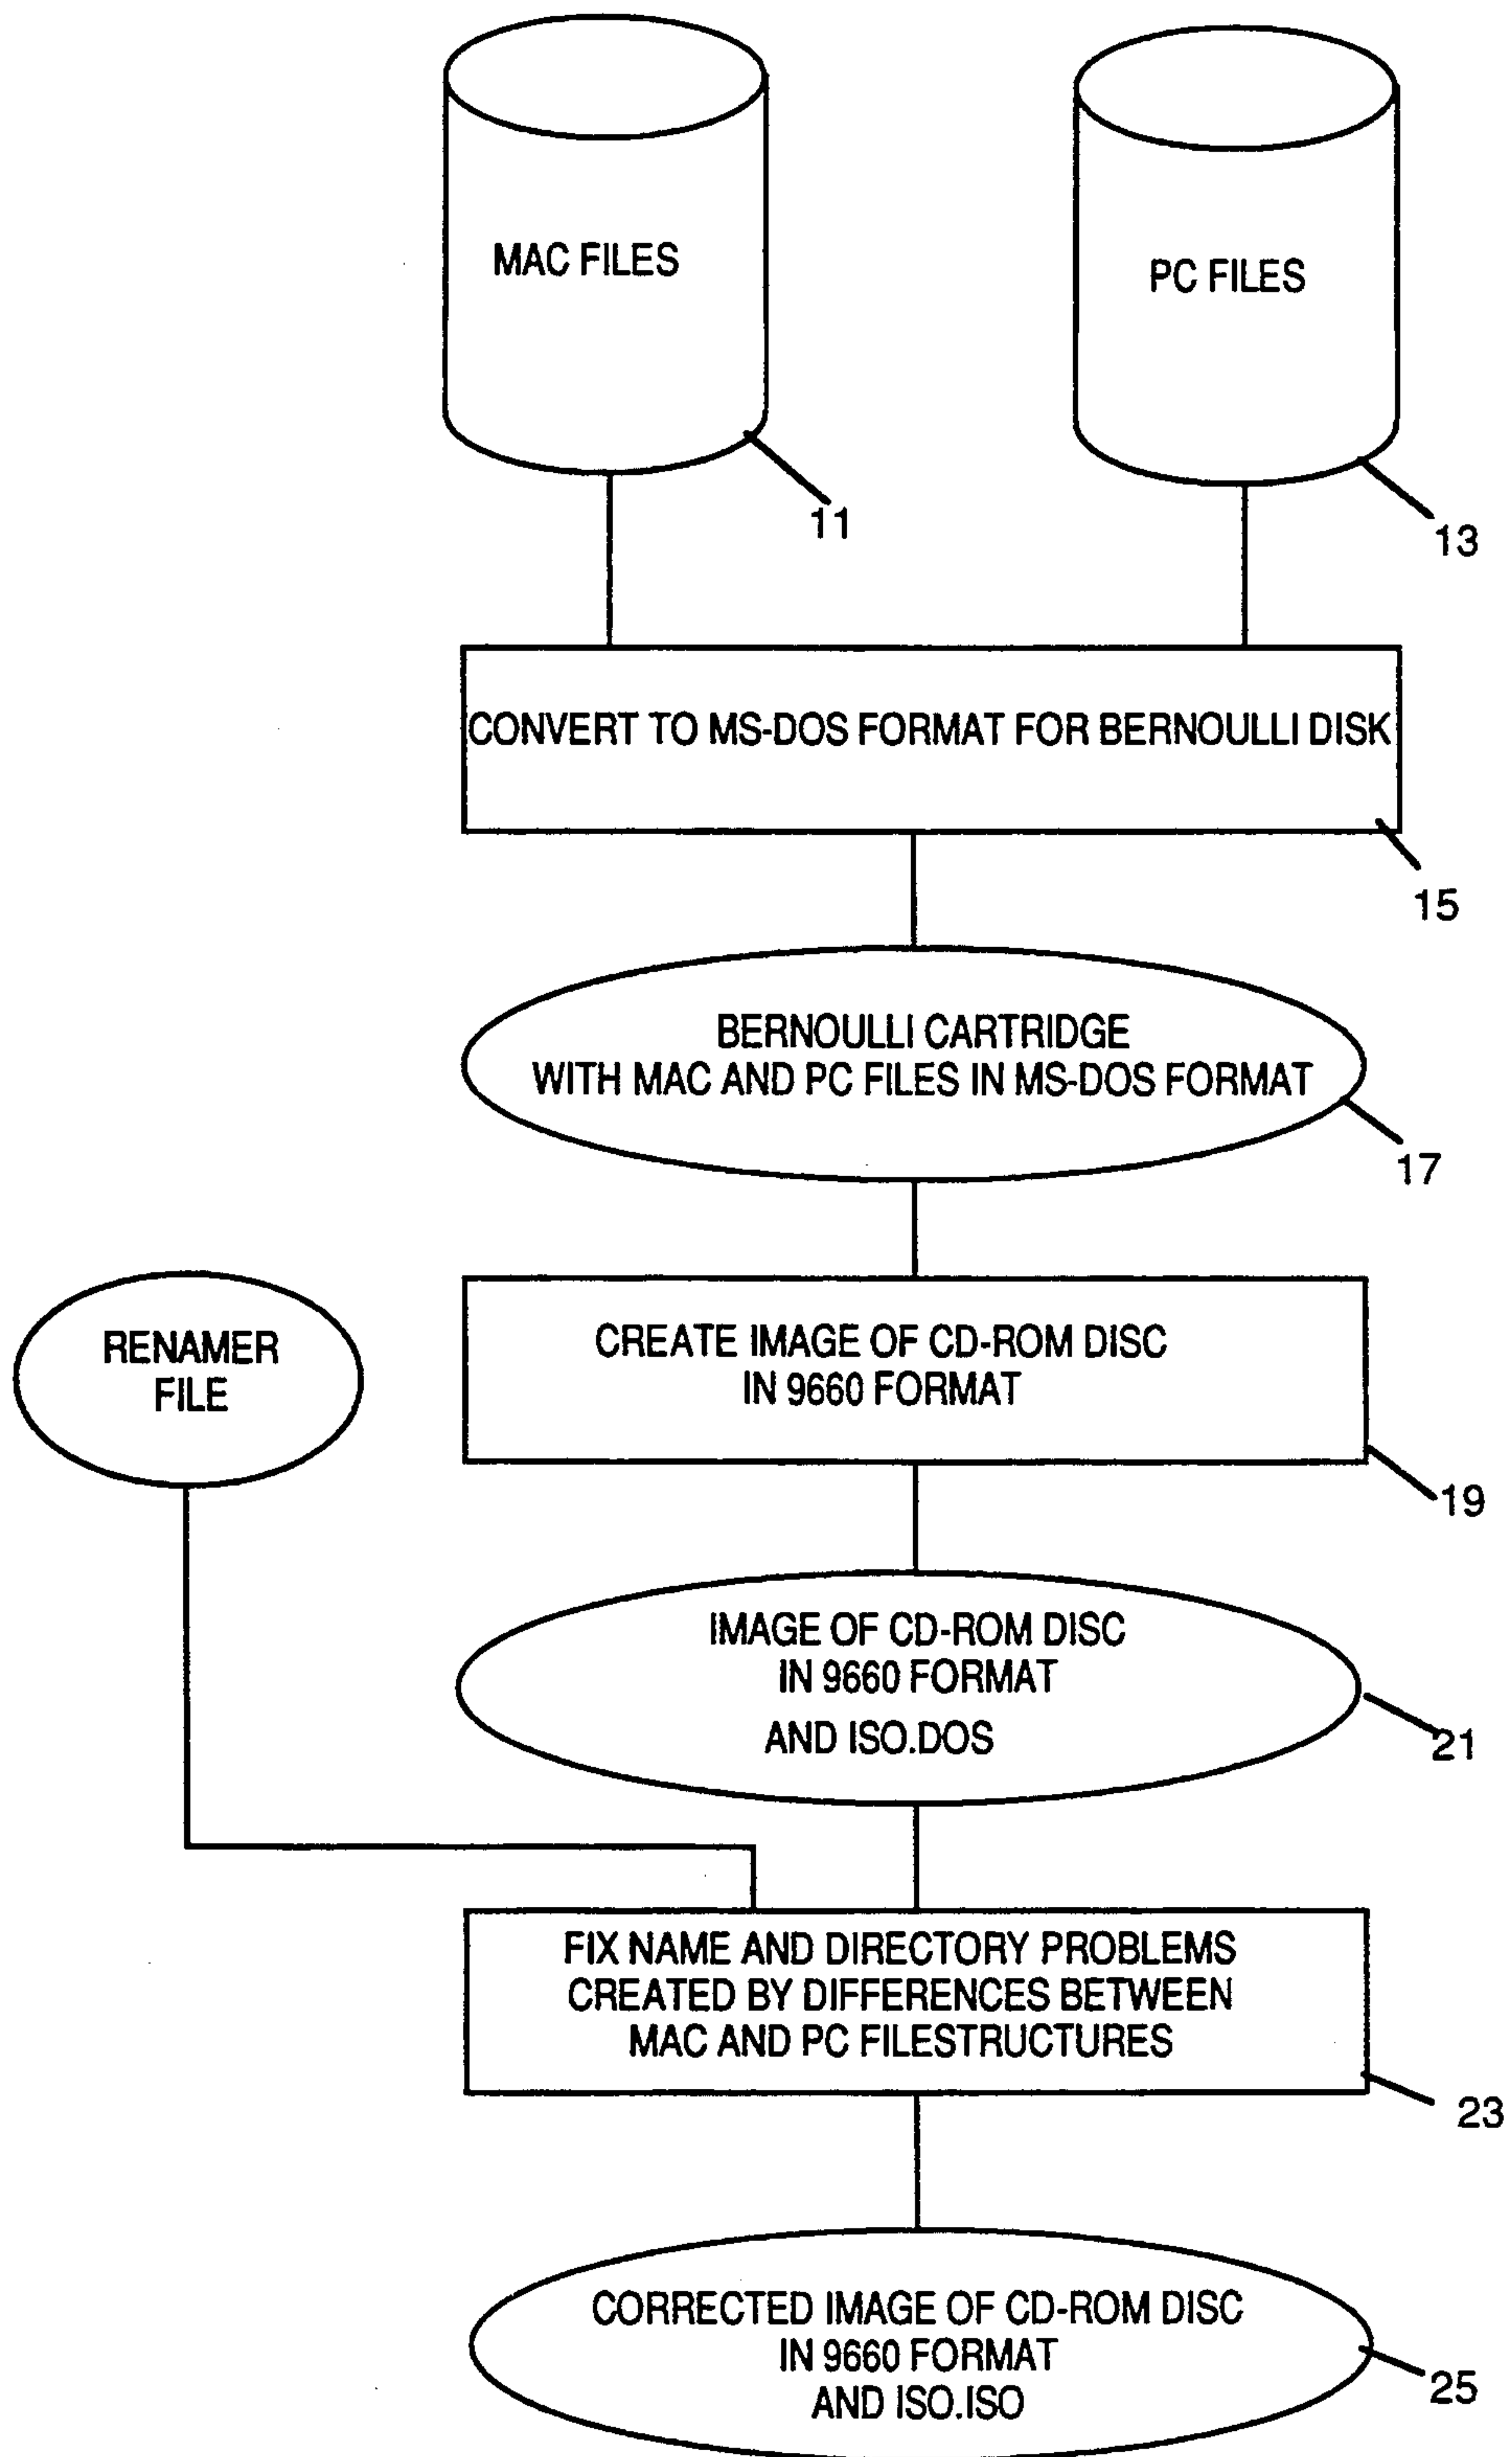 MAC FILES
PC FILES
11
13
CONVERT TO MS-DOS FORMAT FOR BERNOULLI DISK
15
BERNOULLI CARTRIDGE
WITH MAC AND PC FILES IN MS-DOS FORMAT
17
RENAMER
FILE
CREATE IMAGE OF CD-ROM DISC
IN 9660 FORMAT
19
IMAGE OF CD-ROM DISC
IN 9660 FORMAT
AND ISO.DOS
21
FIX NAME AND DIRECTORY PROBLEMS
CREATED BY DIFFERENCES BETWEEN
MAC AND PC FILESTRUCTURES
23
CORRECTED IMAGE OF CD-ROM DISC
IN 9660 FORMAT
AND ISO.ISO
25